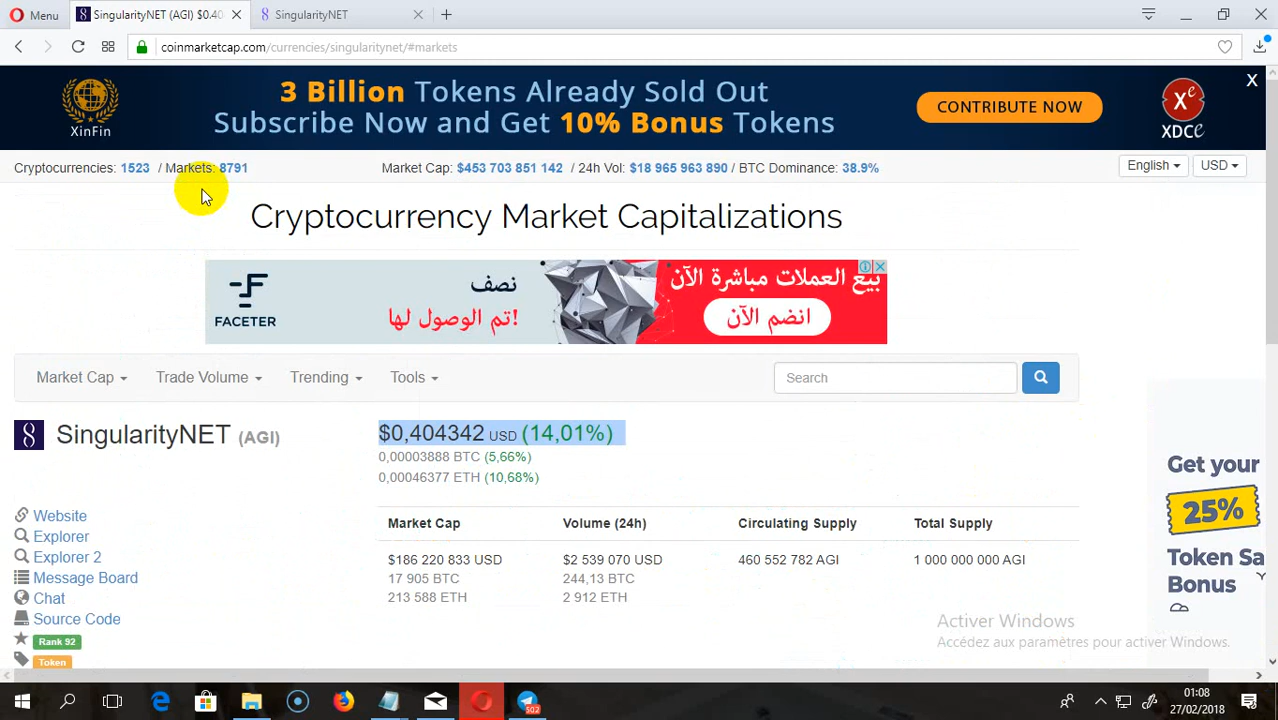 Menu
SingularityNET (AGI) $0.40
SingularityNET
coinmarketcap.com/currencies/singularitynet/#markets
XinFin
3 Billion Tokens Already Sold Out
Subscribe Now and Get 10% Bonus Tokens
CONTRIBUTE NOW
XDCE
Cryptocurrencies: 1523 / Markets: 8791
Market Cap: $453 703 851 142 / 24h Vol: $18 965 963 890 / BTC Dominance: 38.9%
English
USD
Cryptocurrency Market Capitalizations
FACETER
نصف
تم الوصول لها!
بيع العملات مباشرة الآن
انضم الآن
Market Cap
Trade Volume
Trending
Tools
Search
SingularityNET (AGI)
$0,404342 USD (14,01%)
0,00003888 BTC (5,66%)
0,00046377 ETH (10,68%)
Market Cap
Volume (24h)
Circulating Supply
Total Supply
$186 220 833 USD
$2 539 070 USD
460 552 782 AGI
1 000 000 000 AGI
17 905 BTC
244,13 BTC
213 588 ETH
2 912 ETH
Website
Explorer
Explorer 2
Message Board
Chat
Source Code
Rank 92
Token
Get your
25%
Token Sa
Bonus
Activer Windows
Accédez aux paramètres pour activer Windows.
502
01:08
27/02/2018